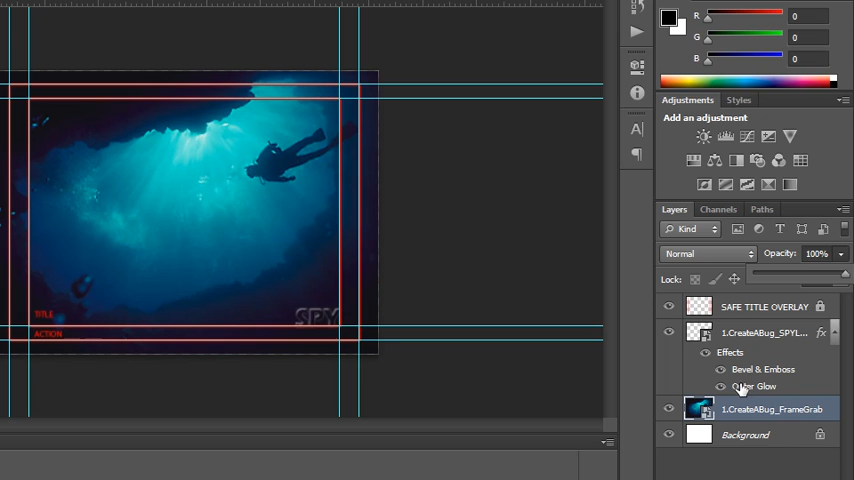 R 0
G 0
B 0
Adjustments Styles
Add an adjustment
Layers Channels Paths
Kind
Normal Opacity: 100%
Lock:
SAFE TITLE OVERLAY
1.CreateABug_SPYL...
fx
Effects
Bevel & Emboss
Outer Glow
1.CreateABug_FrameGrab
Background
TITLE
SPY
ACTION
A